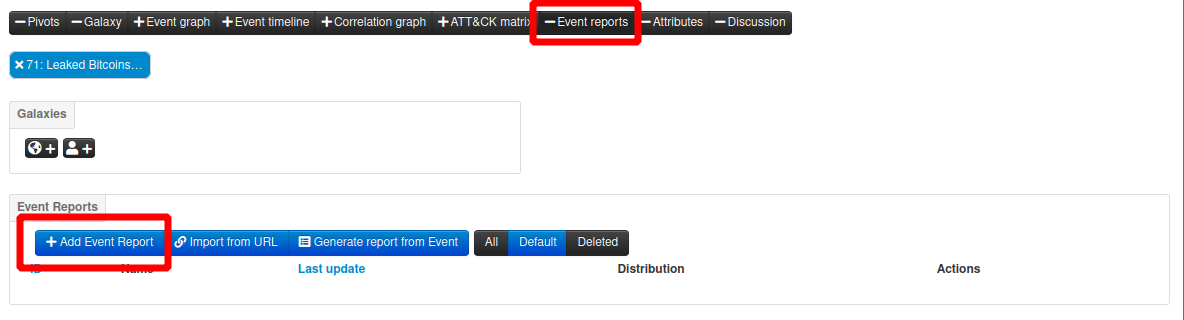 Pivots Galaxy Event graph Event timeline Correlation graph ATT&CK matrix Event reports Attributes Discussion
71: Leaked Bitcoins…
Galaxies
Event Reports
Add Event Report Import from URL Generate report from Event All Default Deleted
ID Name Last update Distribution Actions